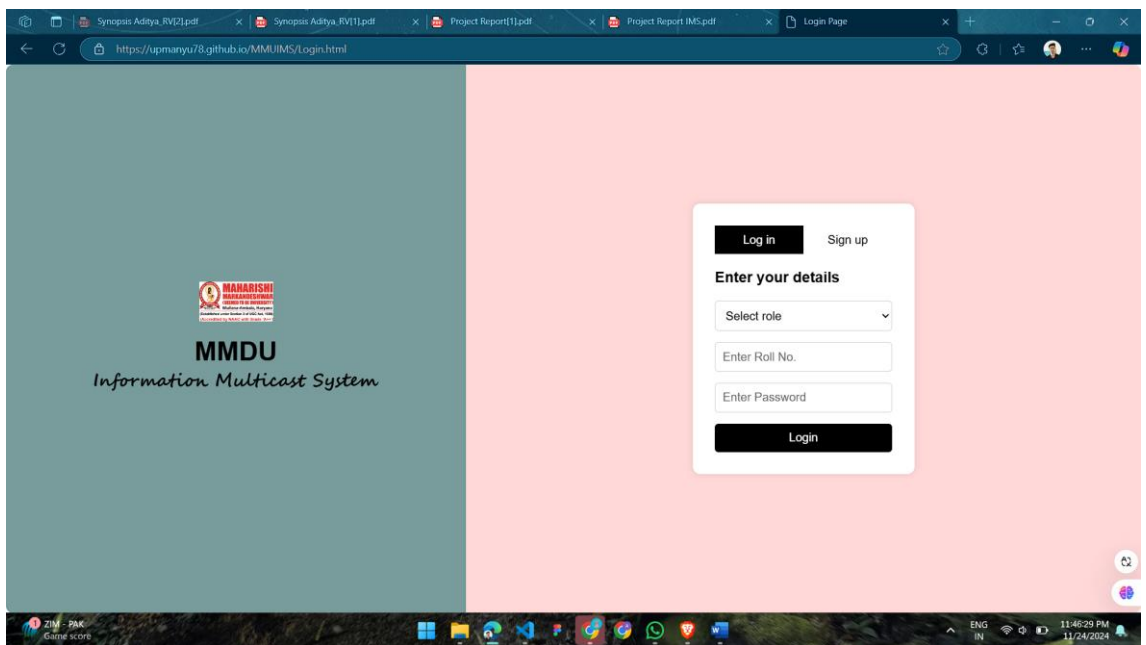 Synopsis Aditya_RV[2].pdf
Synopsis Aditya_RV[1].pdf
Project Report[1].pdf
Project Report IMS.pdf
Login Page
https://upmanyu78.github.io/MMUIMS/Login.html
MAHARISHI
MARKANDESHWAR
MMDU
Information Multicast System
Log in
Sign up
Enter your details
Select role
Enter Roll No.
Enter Password
Login
1
ZIM - PAK
Game score
ENG
IN
11:46:29 PM
11/24/2024